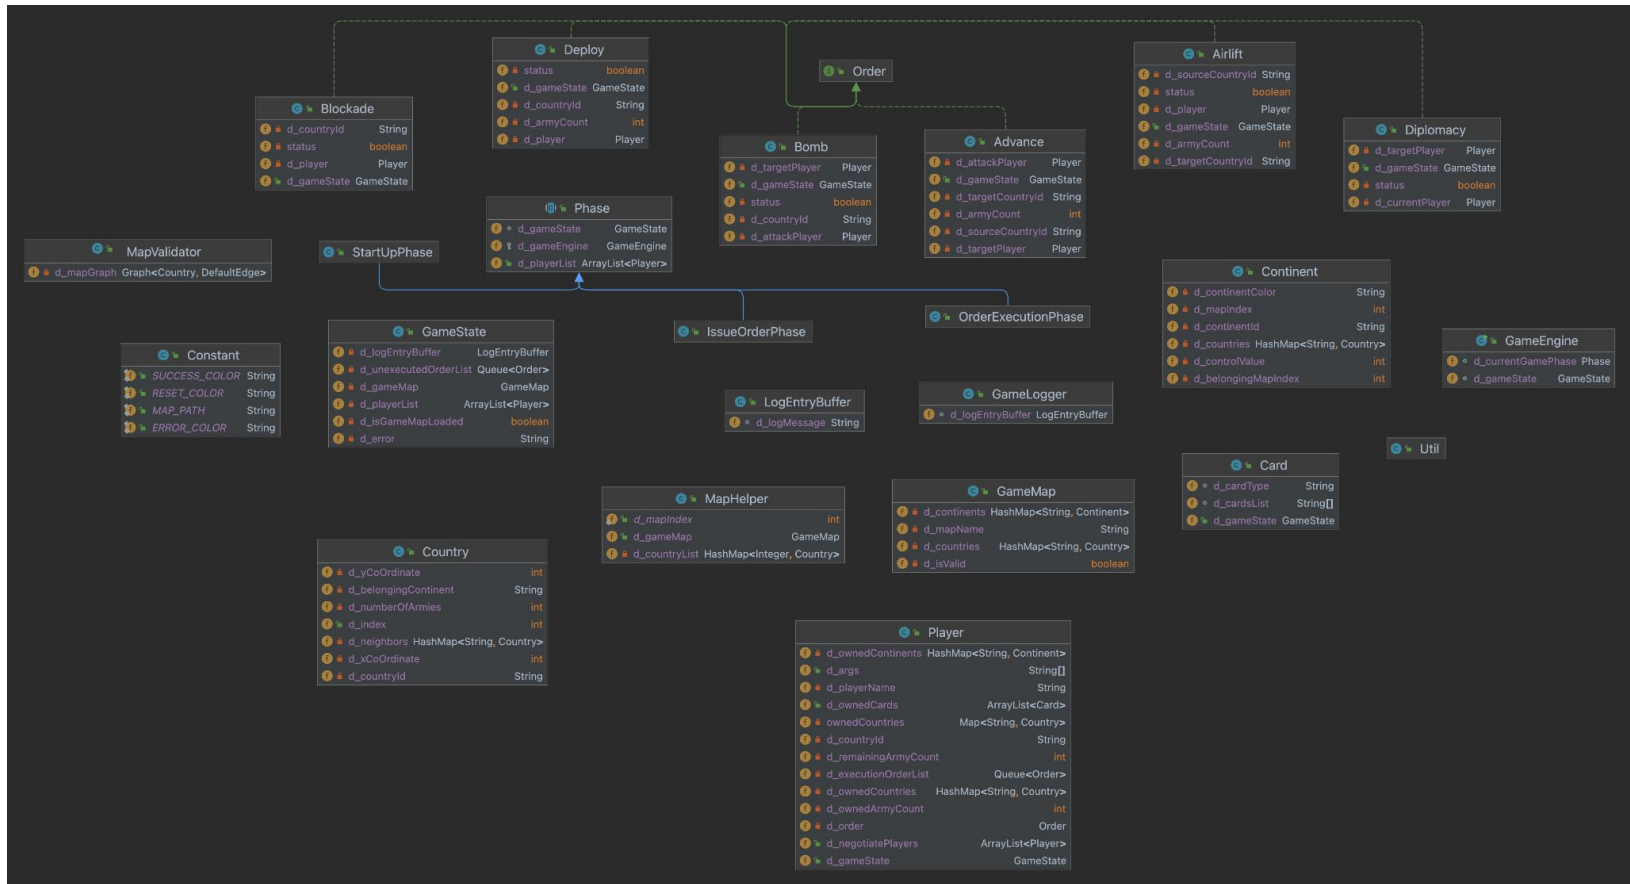 Deploy
status boolean
d_gameState GameState
d_countryId String
d_armyCount int
d_player Player
Order
Airlift
d_sourceCountryId String
status boolean
d_player Player
d_gameState GameState
d_armyCount int
d_targetCountryId String
Blockade
d_countryId String
status boolean
d_player Player
d_gameState GameState
Bomb
d_targetPlayer Player
d_gameState GameState
status boolean
d_countryId String
d_attackPlayer Player
Advance
d_attackPlayer Player
d_gameState GameState
d_targetCountryId String
d_armyCount int
d_sourceCountryId String
d_targetPlayer Player
Diplomacy
d_targetPlayer Player
d_gameState GameState
status boolean
d_currentPlayer Player
Phase
d_gameState GameState
d_gameEngine GameEngine
d_playerList ArrayList<Player>
MapValidator
d_mapGraph Graph<Country, DefaultEdge>
StartUpPhase
IssueOrderPhase
OrderExecutionPhase
Continent
d_continentColor String
d_mapIndex int
d_continentId String
d_countries HashMap<String, Country>
d_controlValue int
d_belongingMapIndex int
GameEngine
d_currentGamePhase Phase
d_gameState GameState
Constant
SUCCESS_COLOR String
RESET_COLOR String
MAP_PATH String
ERROR_COLOR String
GameState
d_logEntryBuffer LogEntryBuffer
d_unexecutedOrderList Queue<Order>
d_gameMap GameMap
d_playerList ArrayList<Player>
d_isGameMapLoaded boolean
d_error String
LogEntryBuffer
d_logMessage String
GameLogger
d_logEntryBuffer LogEntryBuffer
Util
Card
d_cardType String
d_cardsList String[]
d_gameState GameState
MapHelper
d_mapIndex int
d_gameMap GameMap
d_countryList HashMap<Integer, Country>
GameMap
d_continents HashMap<String, Continent>
d_mapName String
d_countries HashMap<String, Country>
d_isValid boolean
Country
d_yCoOrdinate int
d_belongingContinent String
d_numberOfArmies int
d_index int
d_neighbors HashMap<String, Country>
d_xCoOrdinate int
d_countryId String
Player
d_ownedContinents HashMap<String, Continent>
d_args String[]
d_playerName String
d_ownedCards ArrayList<Card>
ownedCountries Map<String, Country>
d_countryId String
d_remainingArmyCount int
d_executionOrderList Queue<Order>
d_ownedCountries HashMap<String, Country>
d_ownedArmyCount int
d_order Order
d_negotiatePlayers ArrayList<Player>
d_gameState GameState